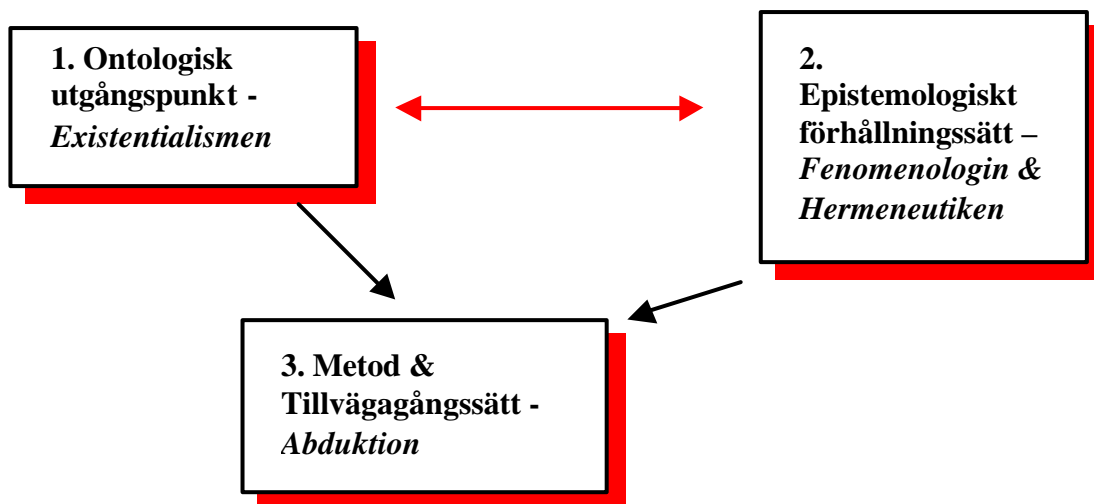 1. Ontologisk
utgångspunkt -
Existentialismen
2.
Epistemologiskt
förhållningssätt –
Fenomenologin &
Hermeneutiken
3. Metod &
Tillvägagångssätt -
Abduktion